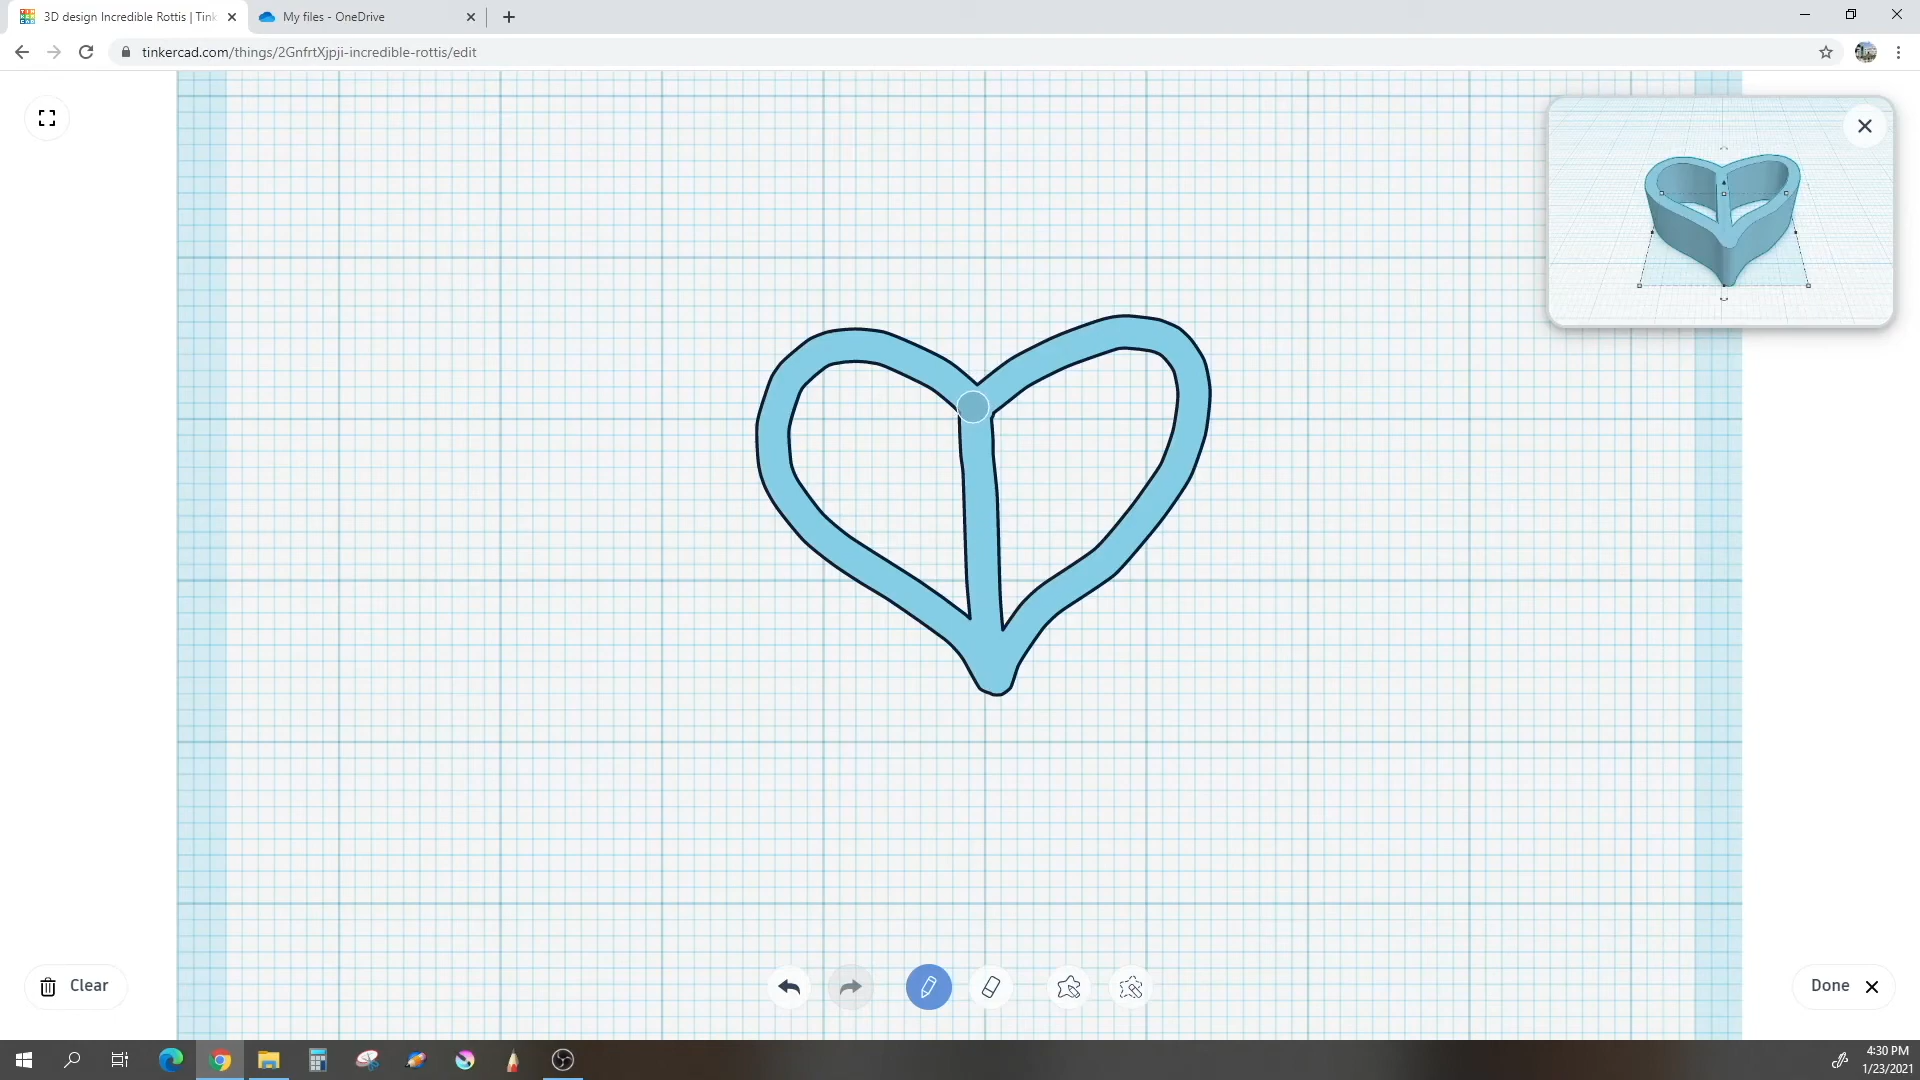 3D design Incredible Rottis | Tink
My files - OneDrive
tinkercad.com/things/2GnfrtXjpji-incredible-rottis/edit
Clear
Done
4:30 PM
1/23/2021